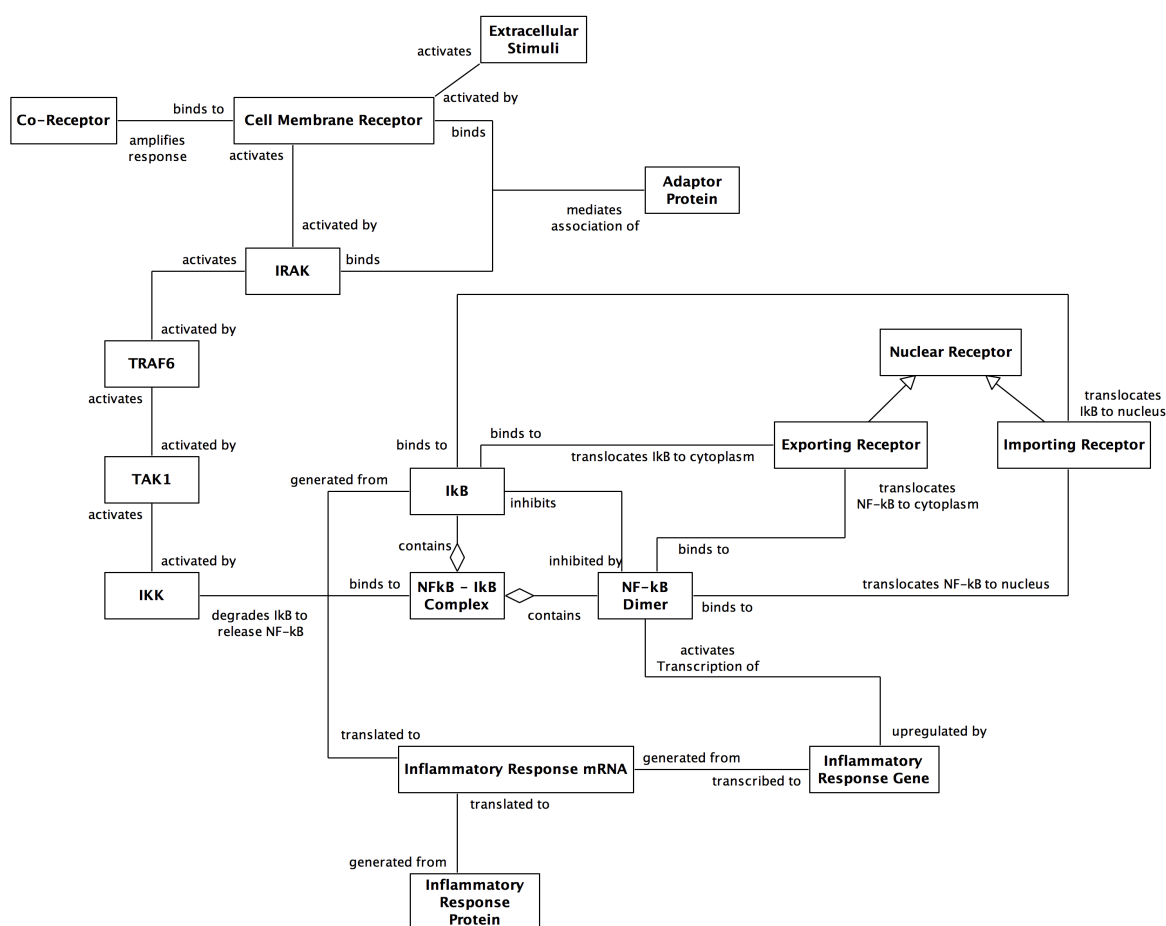 Extracellular
Stimuli
activates
activated by
Co-Receptor
binds to
Cell Membrane Receptor
binds
amplifies
response
activates
Adaptor
Protein
mediates
association of
activated by
activates
IRAK
binds
activated by
TRAF6
activates
Nuclear Receptor
translocates
IkB to nucleus
activated by
TAK1
activates
binds to
binds to
translocates IkB to cytoplasm
Exporting Receptor
Importing Receptor
generated from
IkB
inhibits
translocates
NF-kB to cytoplasm
contains
inhibited by
binds to
activated by
IKK
degrades IkB to
release NF-kB
binds to
NFkB - IkB
Complex
contains
NF-kB
Dimer
binds to
translocates NF-kB to nucleus
activates
Transcription of
upregulated by
translated to
Inflammatory Response mRNA
generated from
transcribed to
Inflammatory
Response Gene
translated to
generated from
Inflammatory
Response
Protein